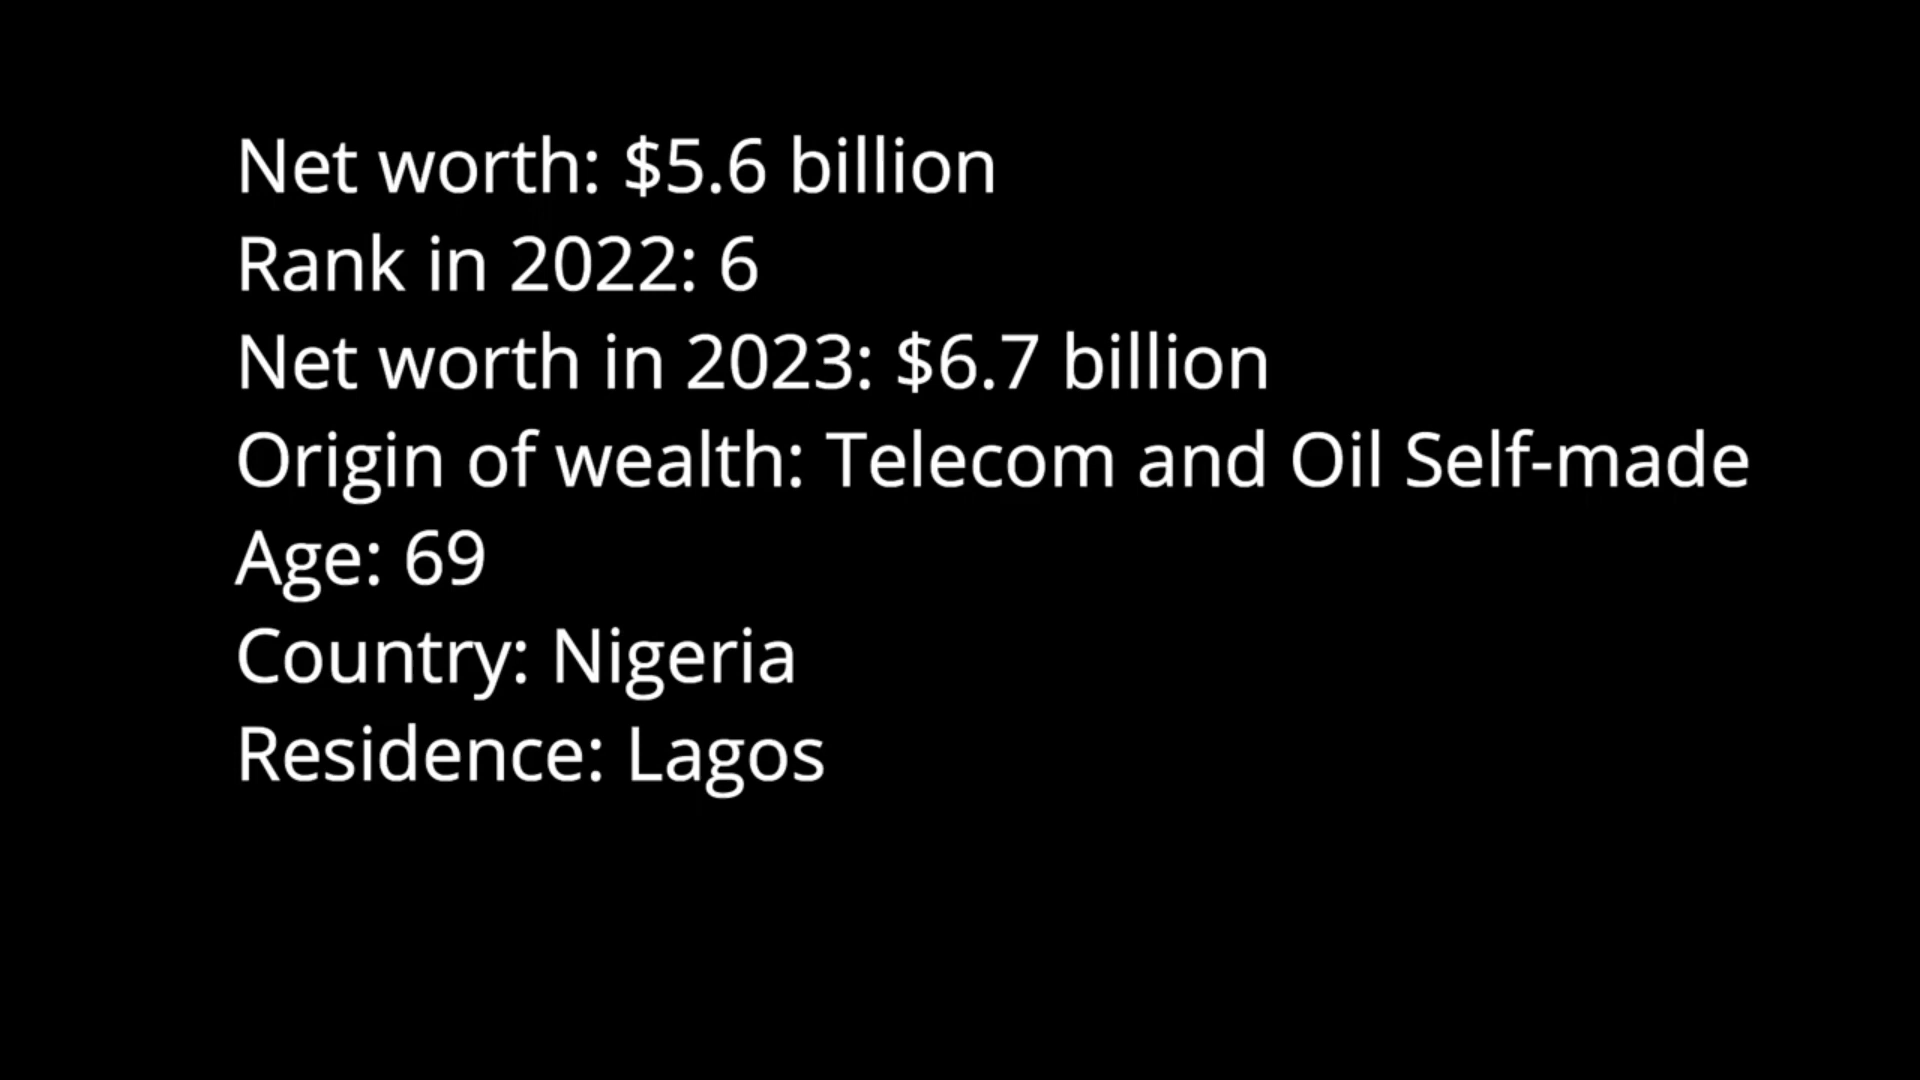 Net worth: $5.6 billion
Rank in 2022: 6
Net worth in 2023: $6.7 billion
Origin of wealth: Telecom and Oil Self-made
Age: 69
Country: Nigeria
Residence: Lagos